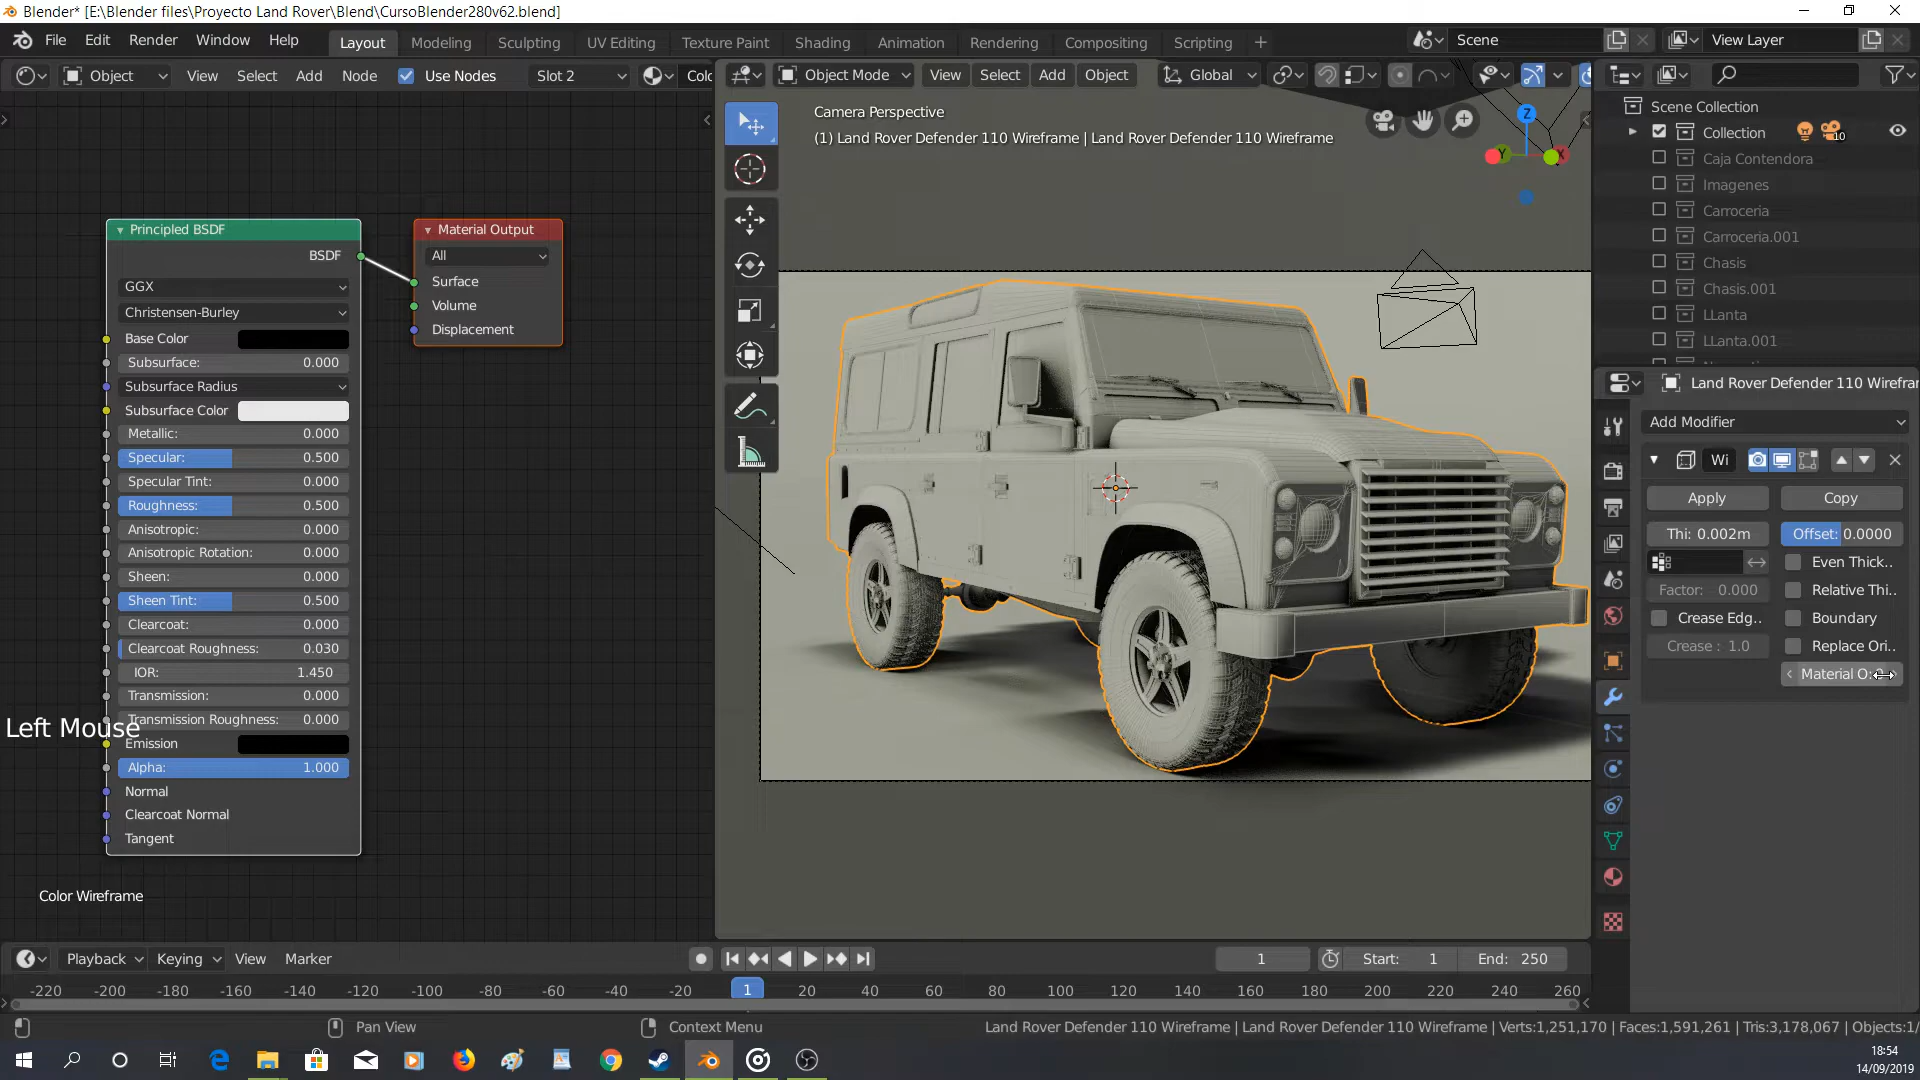 Blender* [E:\Blender files\Proyecto Land Rover\Blend\CursoBlender280v62.blend]
File Edit Render Window Help Layout Modeling Sculpting UV Editing Texture Paint Shading Animation Rendering Compositing Scripting + Scene View Layer
Object View Select Add Node Use Nodes Slot 2 Colc
Object Mode View Select Add Object Global
Camera Perspective
(1) Land Rover Defender 110 Wireframe | Land Rover Defender 110 Wireframe
Z
Y X
Principled BSDF
BSDF
GGX
Christensen-Burley
Base Color
Subsurface: 0.000
Subsurface Radius
Subsurface Color
Metallic: 0.000
Specular: 0.500
Specular Tint: 0.000
Roughness: 0.500
Anisotropic: 0.000
Anisotropic Rotation: 0.000
Sheen: 0.000
Sheen Tint: 0.500
Clearcoat: 0.000
Clearcoat Roughness: 0.030
IOR: 1.450
Transmission: 0.000
Transmission Roughness: 0.000
Emission
Alpha: 1.000
Normal
Clearcoat Normal
Tangent
Left Mouse
Color Wireframe
Material Output
All
Surface
Volume
Displacement
Scene Collection
Collection 10
Caja Contendora
Imagenes
Carroceria
Carroceria.001
Chasis
Chasis.001
LLanta
LLanta.001
Land Rover Defender 110 Wirefrar
Add Modifier
Wi
Apply Copy
Thi: 0.002m Offset: 0.0000
Even Thick..
Factor: 0.000 Relative Thi..
Crease Edg.. Boundary
Crease : 1.0 Replace Ori..
Material O:
Playback Keying View Marker 1 Start: 1 End: 250
-220 -200 -180 -160 -140 -120 -100 -80 -60 -40 -20 1 20 40 60 80 100 120 140 160 180 200 220 240 260
Pan View Context Menu Land Rover Defender 110 Wireframe | Land Rover Defender 110 Wireframe | Verts:1,251,170 | Faces:1,591,261 | Tris:3,178,067 | Objects:1/
18:54
14/09/2019